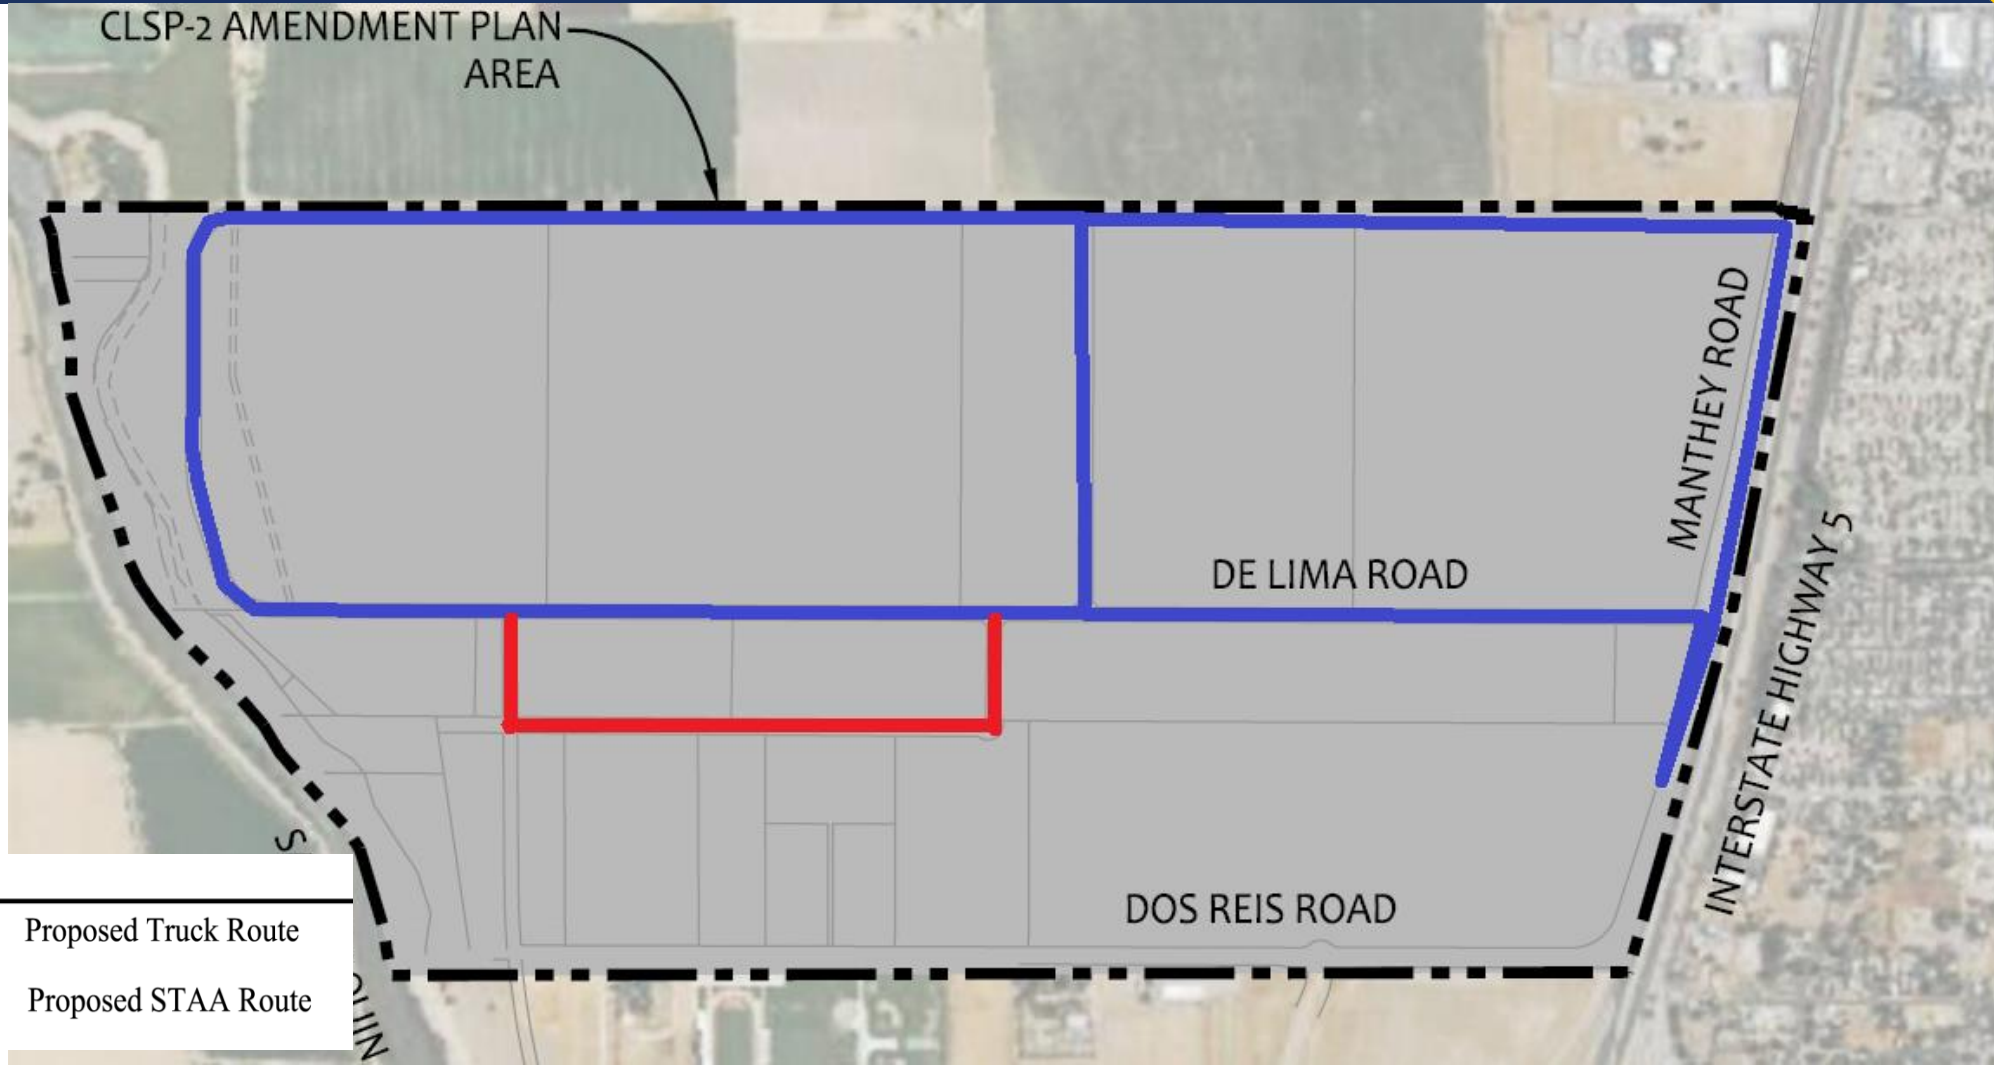 CLSP-2 AMENDMENT PLAN
AREA
MANTHEY ROAD
DE LIMA ROAD
INTERSTATE HIGHWAY 5
DOS REIS ROAD
S
QUIN
Proposed Truck Route
Proposed STAA Route